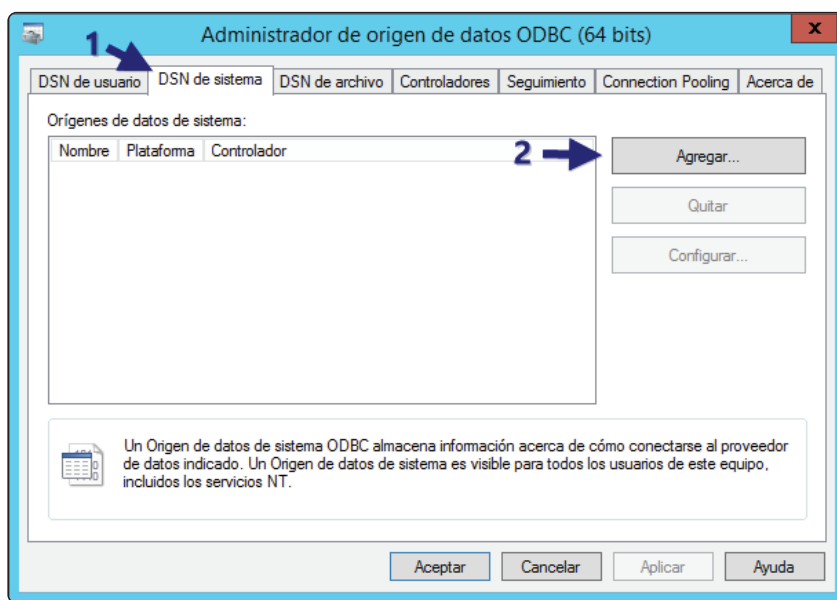 Administrador de origen de datos ODBC (64 bits)
x
1
DSN de usuario DSN de sistema DSN de archivo Controladores Seguimiento Connection Pooling Acerca de
Orígenes de datos de sistema:
Nombre Plataforma Controlador
2
Agregar...
Quitar
Configurar...
Un Origen de datos de sistema ODBC almacena información acerca de cómo conectarse al proveedor
de datos indicado. Un Origen de datos de sistema es visible para todos los usuarios de este equipo,
incluidos los servicios NT.
Aceptar Cancelar Aplicar Ayuda